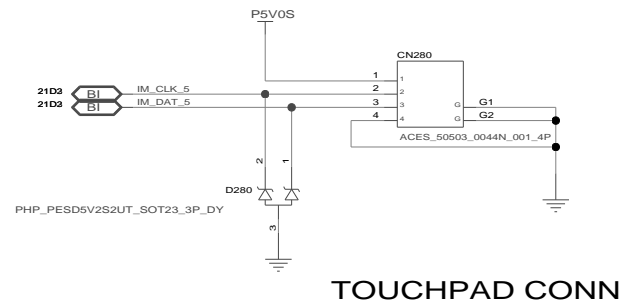 P5V0S
CN280
1 1
21D3 BI IM_CLK_5 2 2
21D3 BI IM_DAT_5 3 3 G G1
4 4 G G2
ACES_50503_0044N_001_4P
2 1
D280
PHP_PESD5V2S2UT_SOT23_3P_DY
3
TOUCHPAD CONN